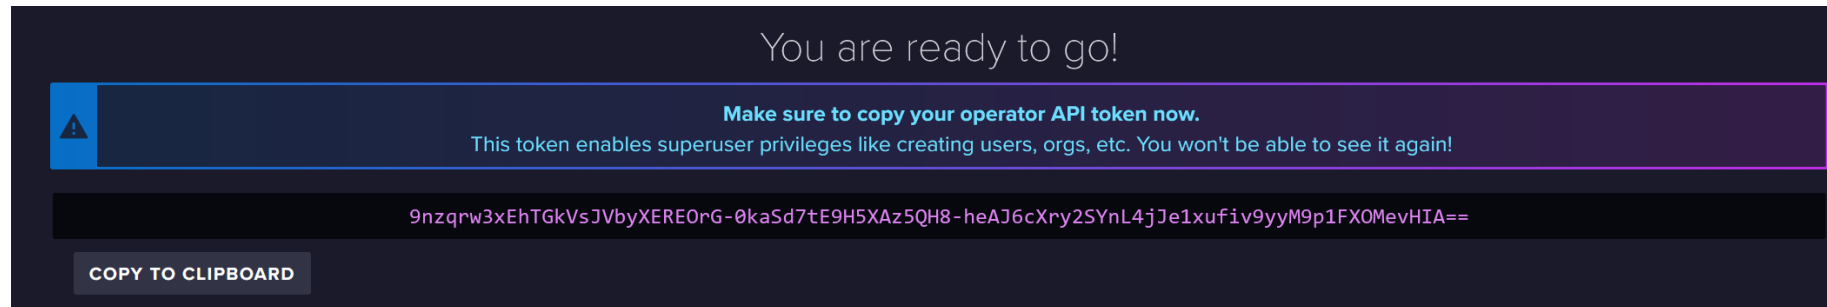 You are ready to go!
Make sure to copy your operator API token now.
This token enables superuser privileges like creating users, orgs, etc. You won't be able to see it again!
9nzqrw3xEhTGkVsJVbyXEREOrG-0kaSd7tE9H5XAz5QH8-heAJ6cXry2SYnL4jJe1xufiv9yyM9p1FXOMevHIA==
COPY TO CLIPBOARD